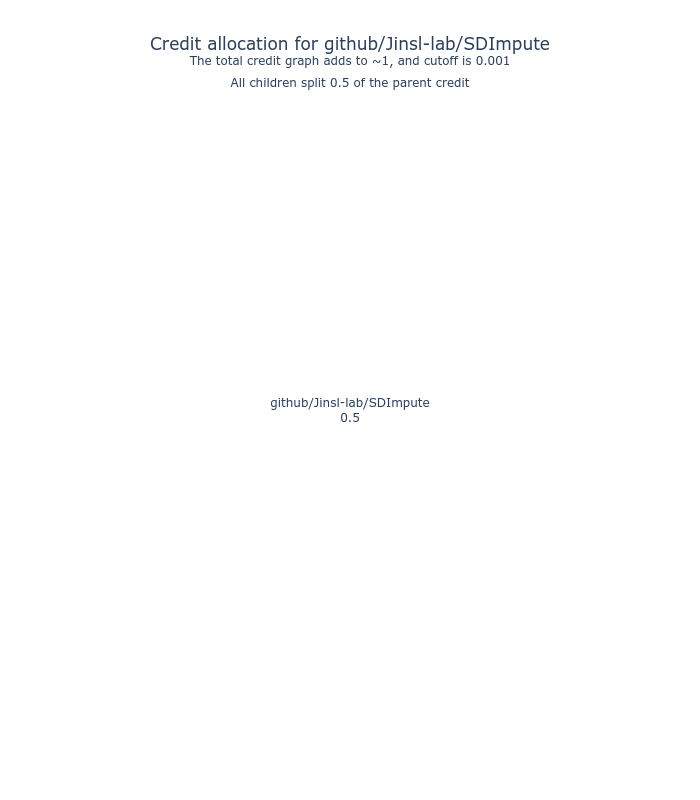 Credit allocation for github/Jinsl-lab/SDImpute
The total credit graph adds to ~1, and cutoff is 0.001
All children split 0.5 of the parent credit
github/Jinsl-lab/SDImpute
0.5